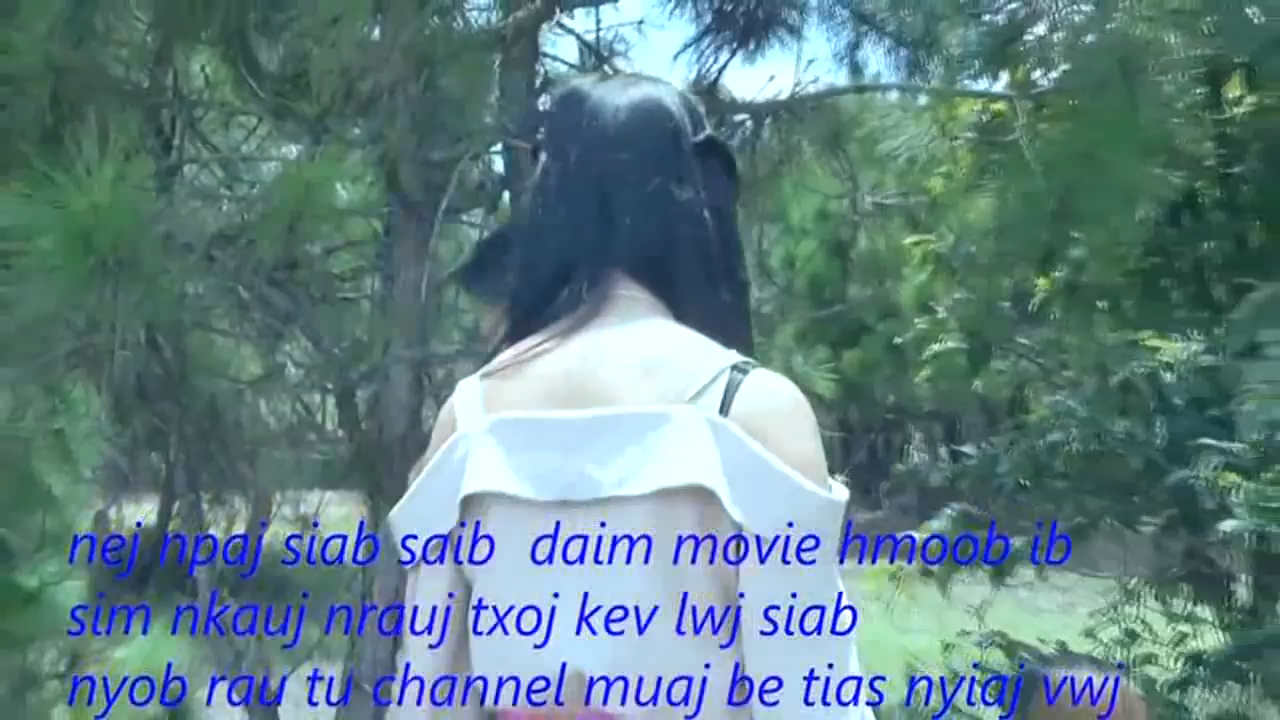 nej npaj siab saib daim movie hmoob ib
sim nkauj nrauj txoj kev lwj siab
nyob rau tu channel muaj be tias nyiaj vwj